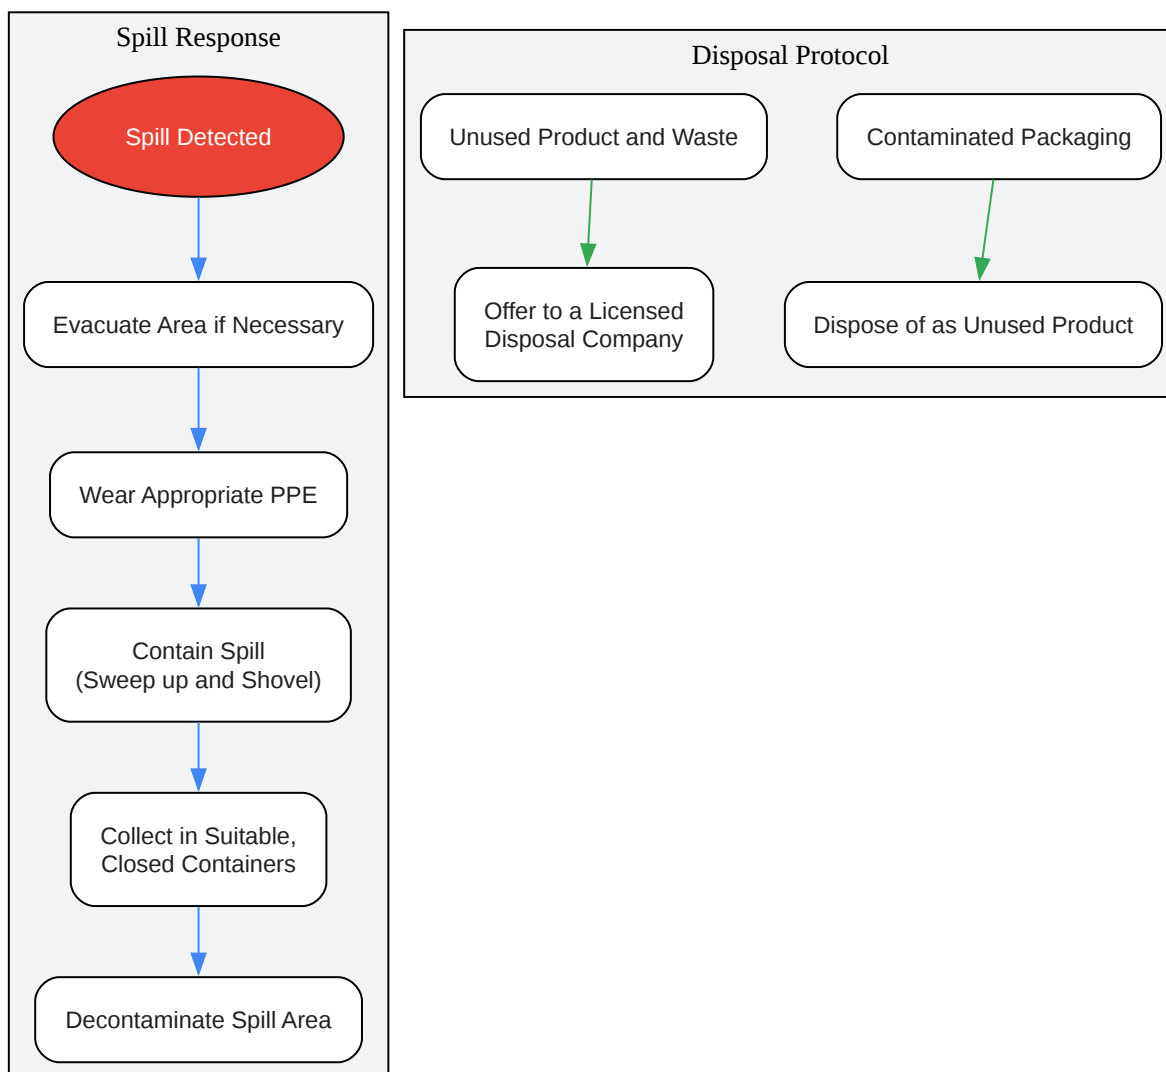 Spill Response
Spill Detected
Evacuate Area if Necessary
Wear Appropriate PPE
Contain Spill
(Sweep up and Shovel)
Collect in Suitable,
Closed Containers
Decontaminate Spill Area
Disposal Protocol
Unused Product and Waste
Offer to a Licensed
Disposal Company
Contaminated Packaging
Dispose of as Unused Product